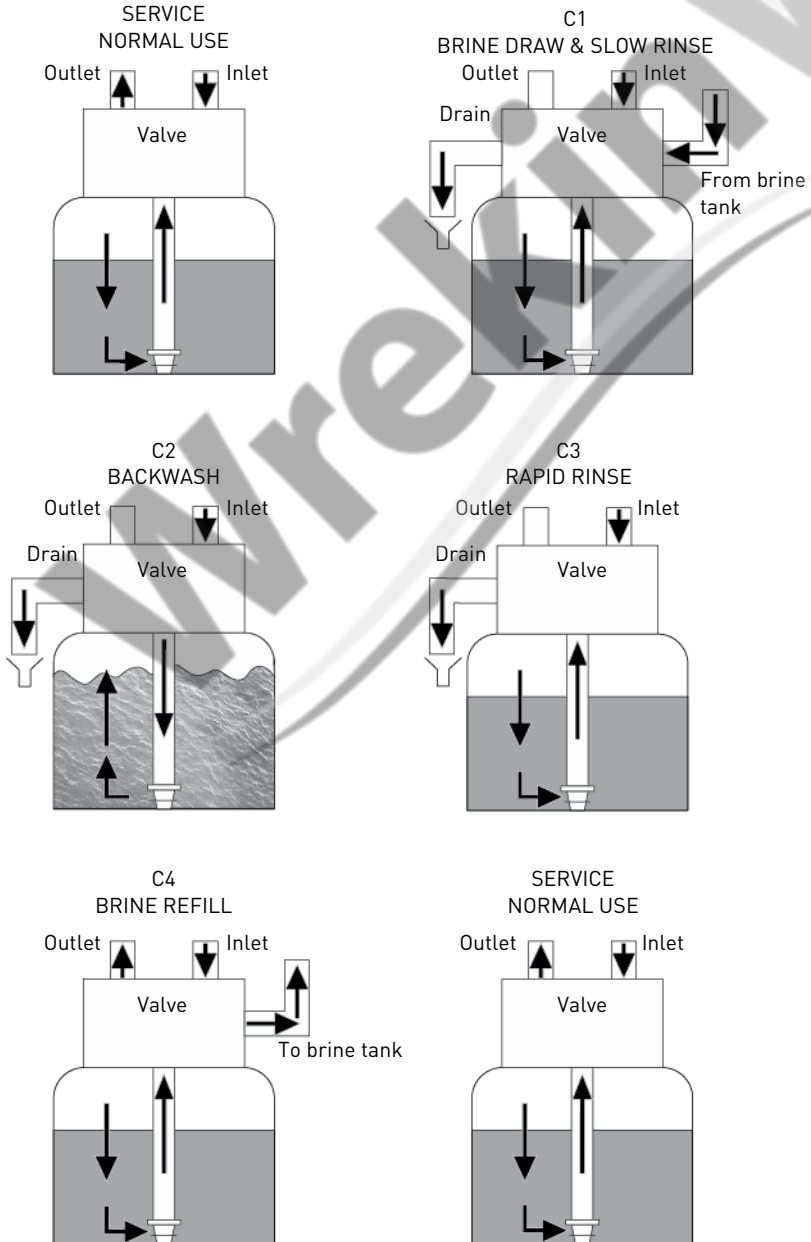 SERVICE
NORMAL USE
Outlet
Inlet
Valve
C1
BRINE DRAW & SLOW RINSE
Outlet
Inlet
Drain
Valve
From brine
tank
C2
BACKWASH
Outlet
Inlet
Drain
Valve
C3
RAPID RINSE
Outlet
Inlet
Drain
Valve
C4
BRINE REFILL
Outlet
Inlet
Valve
To brine tank
SERVICE
NORMAL USE
Outlet
Inlet
Valve
Wrekinw